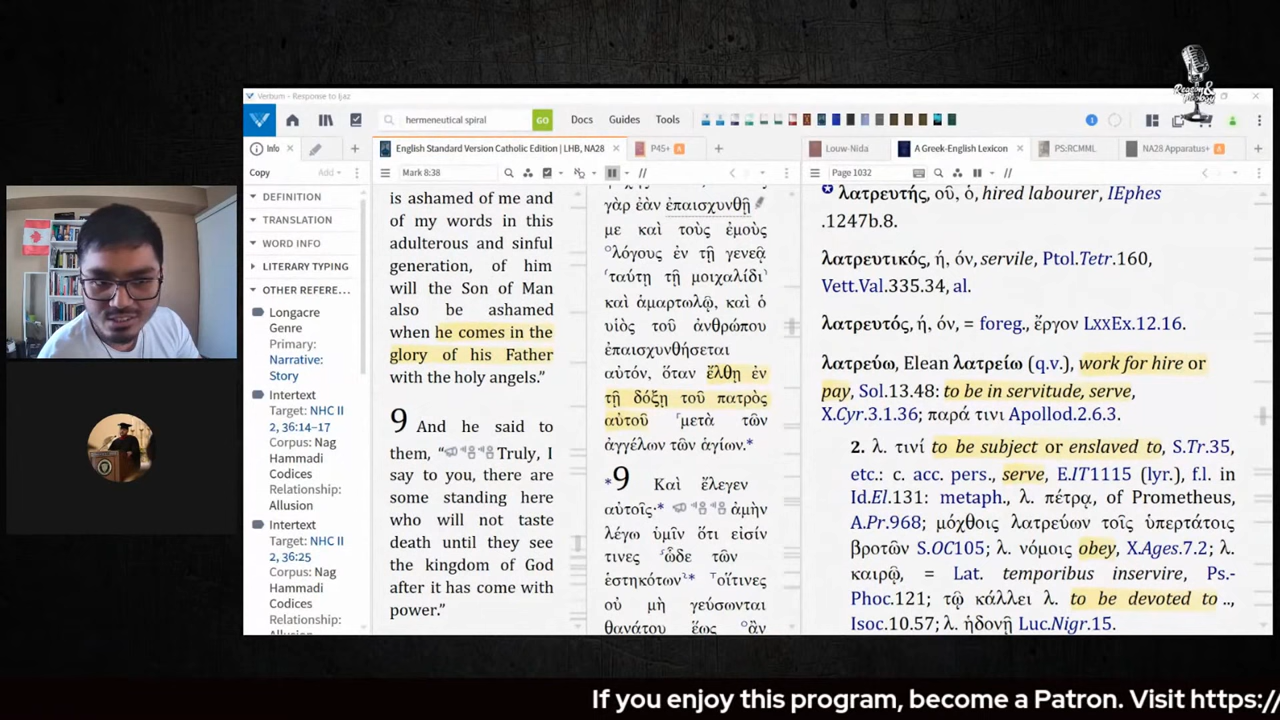 Reason & Theology
Verbum - Response to Ijaz
hermeneutical spiral
GO
Docs
Guides
Tools
Info
English Standard Version Catholic Edition | LHB, NA28
P45+
Louw-Nida
A Greek-English Lexicon
PS:RCMML
NA28 Apparatus+
Copy
Add
Mark 8:38
Page 1032
DEFINITION
TRANSLATION
WORD INFO
LITERARY TYPING
OTHER REFERE...
Longacre
Genre
Primary:
Narrative:
Story
Intertext
Target: NHC II
2, 36:14–17
Corpus: Nag
Hammadi
Codices
Relationship:
Allusion
Intertext
Target: NHC II
2, 36:25
Corpus: Nag
Hammadi
Codices
Relationship:
is ashamed of me and
of my words in this
adulterous and sinful
generation, of him
will the Son of Man
also be ashamed
when he comes in the
glory of his Father
with the holy angels.”
9 And he said to
them, “Truly, I
say to you, there are
some standing here
who will not taste
death until they see
the kingdom of God
after it has come with
power.”
γὰρ ἐὰν ἐπαισχυνθῇ
με καὶ τοὺς ἐμοὺς
°λόγους ἐν τῇ γενεᾷ
⸂ταύτῃ τῇ μοιχαλίδι⸃
καὶ ἁμαρτωλῷ, καὶ ὁ
υἱὸς τοῦ ἀνθρώπου
ἐπαισχυνθήσεται
αὐτόν, ὅταν ἔλθῃ ἐν
τῇ δόξῃ τοῦ πατρὸς
αὐτοῦ ⸀μετὰ τῶν
ἀγγέλων τῶν ἁγίων.*
*9 Καὶ ἔλεγεν
αὐτοῖς·* ἀμὴν
λέγω ὑμῖν ὅτι εἰσίν
τινες ⸂ὧδε τῶν
ἑστηκότων⸃* ⸆οἵτινες
οὐ μὴ γεύσωνται
θανάτου ἕως °ἂν
λατρευτής, οῦ, ὁ, hired labourer, IEphes
.1247b.8.
λατρευτικός, ή, όν, servile, Ptol.Tetr.160,
Vett.Val.335.34, al.
λατρευτός, ή, όν, = foreg., ἔργον LXXEx.12.16.
λατρεύω, Elean λατρείω (q.v.), work for hire or
pay, Sol.13.48: to be in servitude, serve,
X.Cyr.3.1.36; παρά τινι Apollod.2.6.3.
2. λ. τινί to be subject or enslaved to, S.Tr.35,
etc.: c. acc. pers., serve, E.IT1115 (lyr.), f.l. in
Id.El.131: metaph., λ. πέτρᾳ, of Prometheus,
A.Pr.968; μόχθοις λατρεύων τοῖς ὑπερτάτοις
βροτῶν S.OC105; λ. νόμοις obey, X.Ages.7.2; λ.
καιρῷ, = Lat. temporibus inservire, Ps.-
Phoc.121; τῷ κάλλει λ. to be devoted to ..,
Isoc.10.57; λ. ἡδονῇ Luc.Nigr.15.
If you enjoy this program, become a Patron. Visit https:/